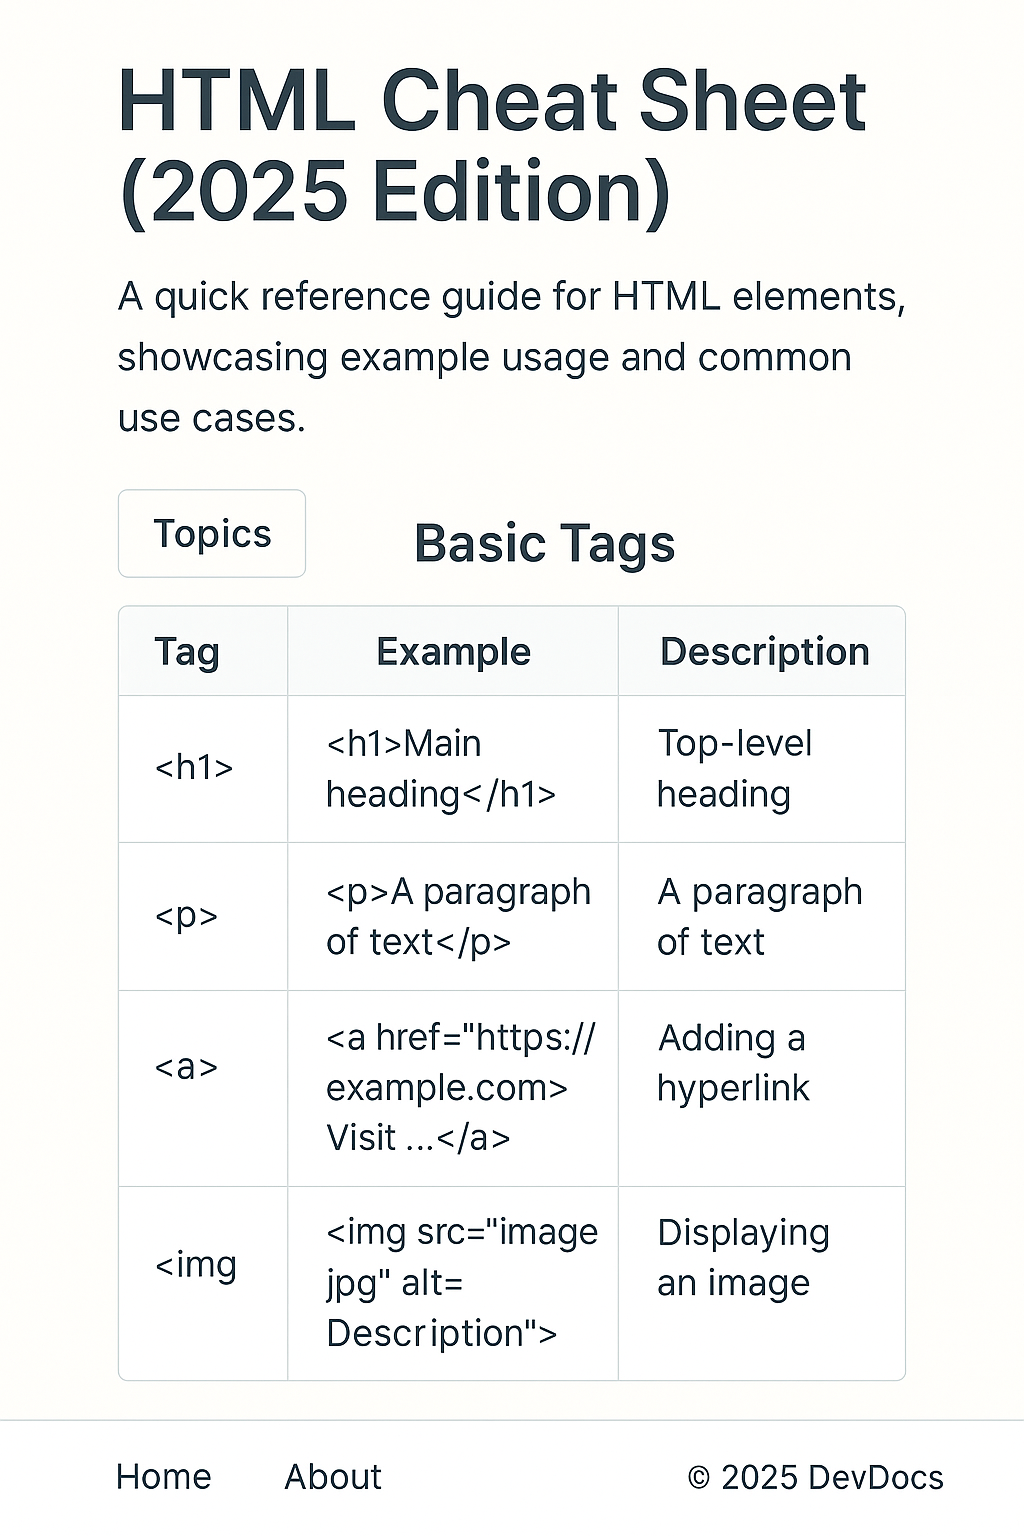 HTML Cheat Sheet
(2025 Edition)
A quick reference guide for HTML elements,
showcasing example usage and common
use cases.
Topics
Basic Tags
Tag
Example
Description
<h1>
<h1>Main
heading</h1>
Top-level
heading
<p>
<p>A paragraph
of text</p>
A paragraph
of text
<a>
<a href="https://
example.com>
Visit ...</a>
Adding a
hyperlink
<img
<img src="image
jpg" alt=
Description">
Displaying
an image
Home
About
© 2025 DevDocs